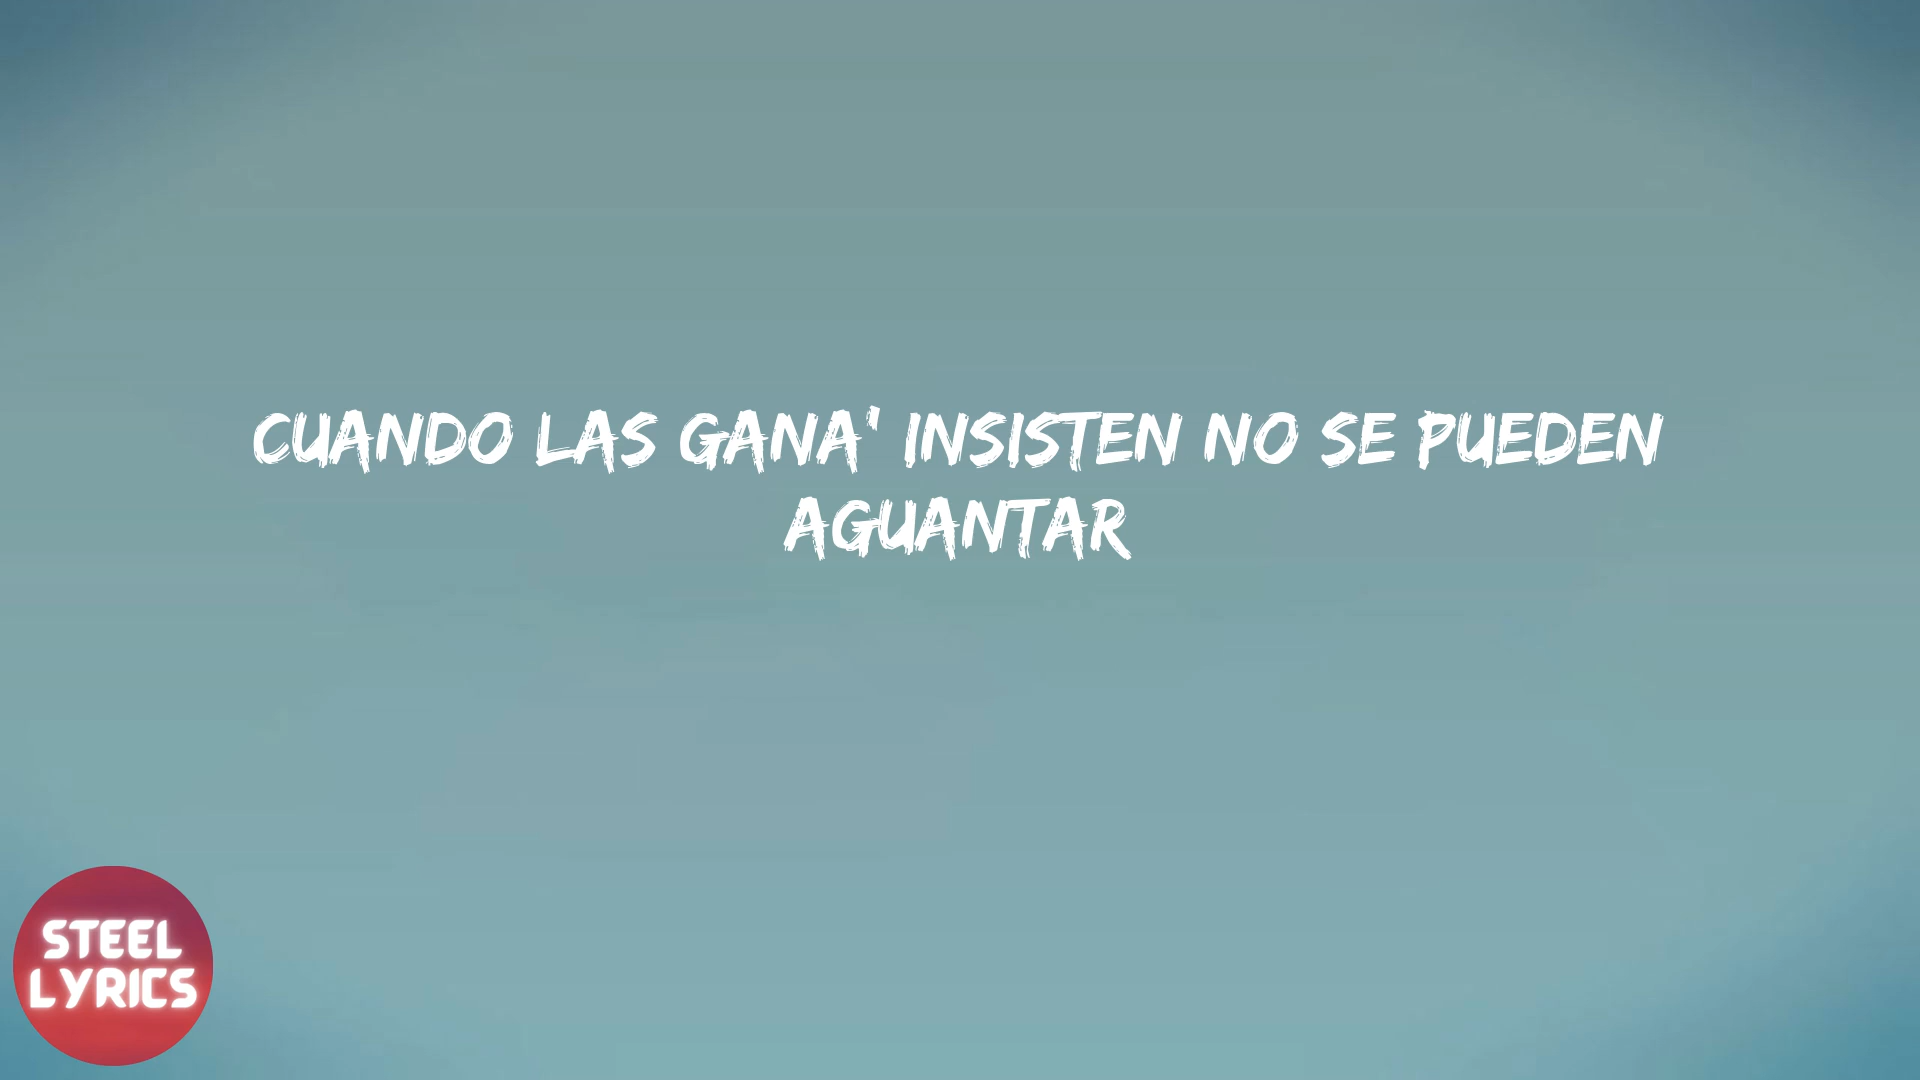 CUANDO LAS GANA' INSISTEN NO SE PUEDEN
AGUANTAR
STEEL
LYRICS